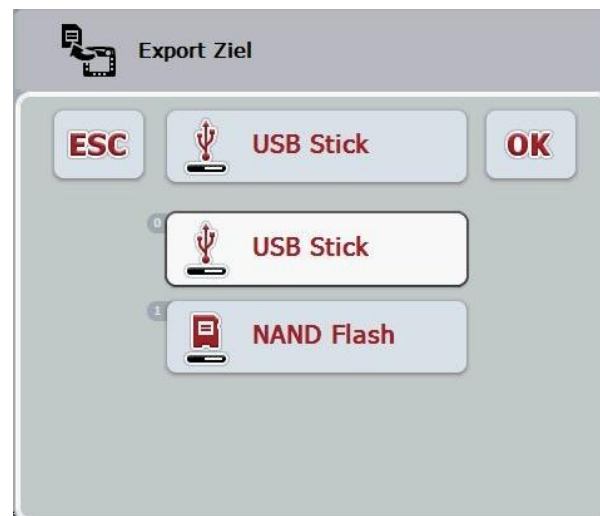 Export Ziel
ESC
USB Stick
OK
0
USB Stick
1
NAND Flash